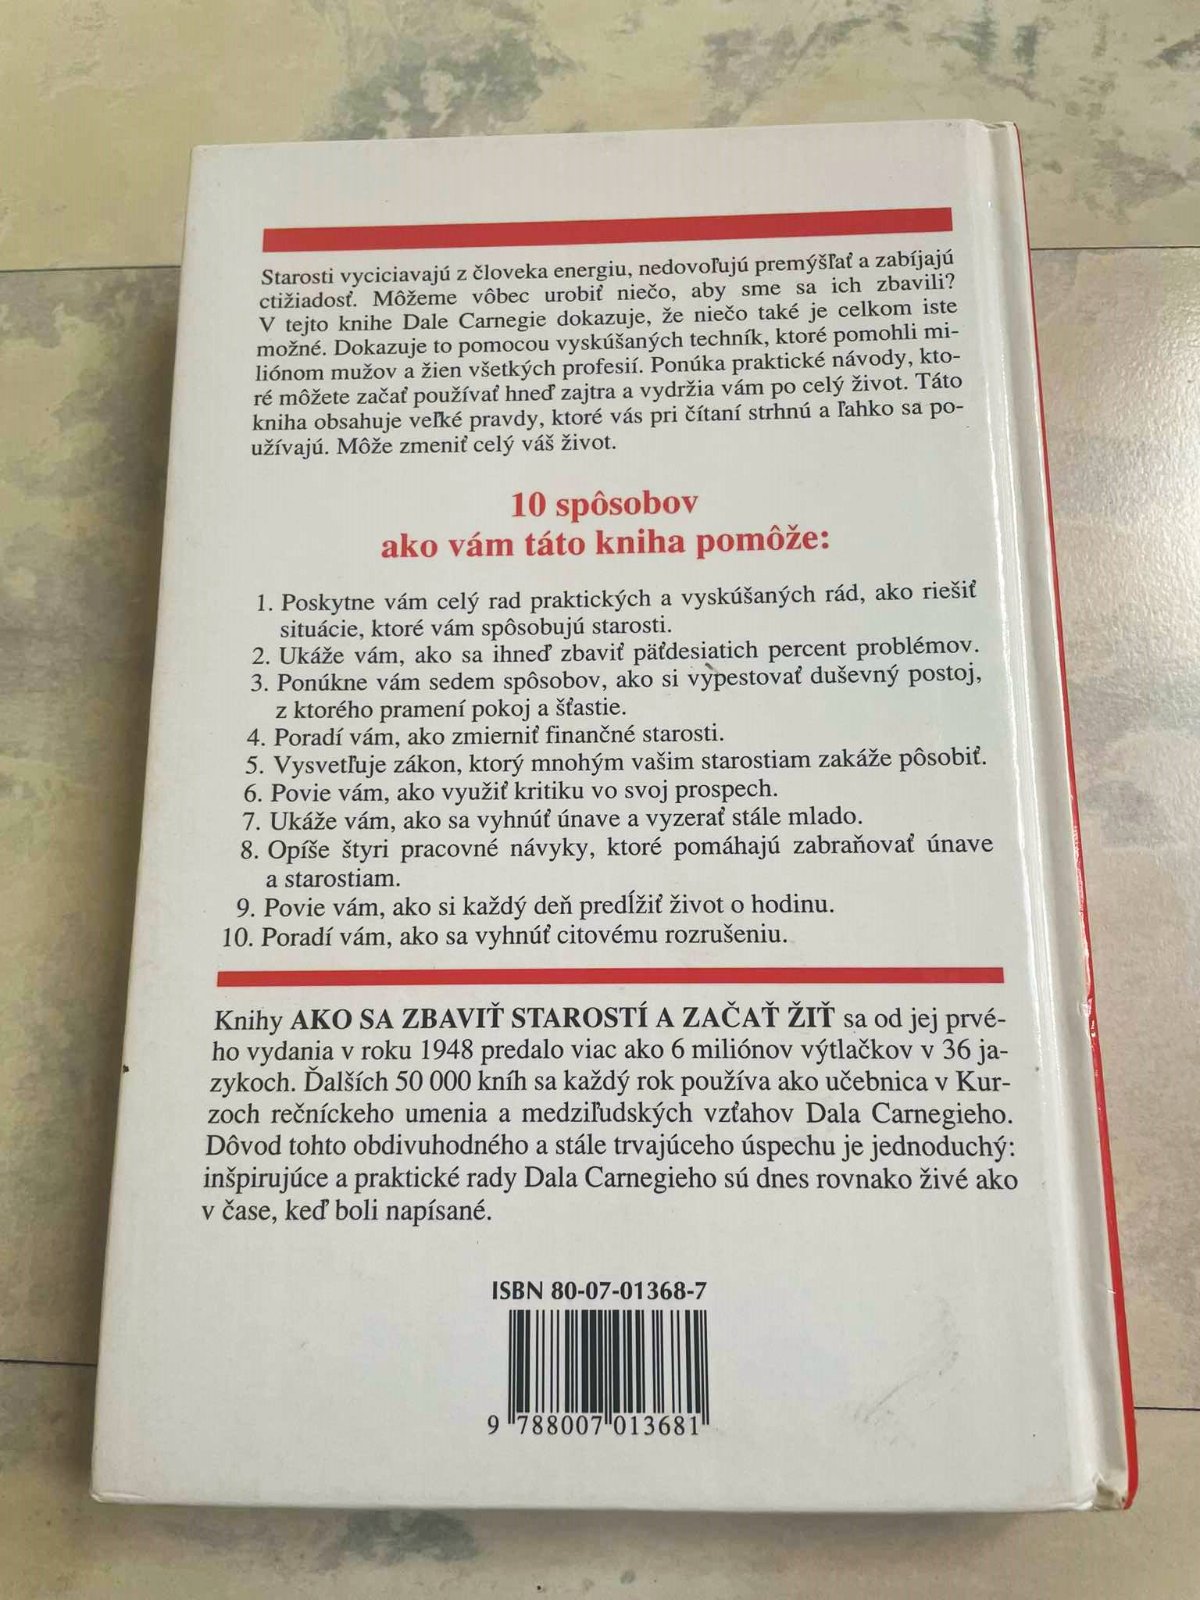 Starosti vyciciavajú z človeka energiu, nedovoľujú premýšľať a zabíjajú
ctižiadosť. Môžeme vôbec urobiť niečo, aby sme sa ich zbavili?
V tejto knihe Dale Carnegie dokazuje, že niečo také je celkom iste
možné. Dokazuje to pomocou vyskúšaných techník, ktoré pomohli mi-
liónom mužov a žien všetkých profesií. Ponúka praktické návody, kto-
ré môžete začať používať hneď zajtra a vydržia vám po celý život. Táto
kniha obsahuje veľké pravdy, ktoré vás pri čítaní strhnú a ľahko sa po-
užívajú. Môže zmeniť celý váš život.
10 spôsobov
ako vám táto kniha pomôže:
1. Poskytne vám celý rad praktických a vyskúšaných rád, ako riešiť
situácie, ktoré vám spôsobujú starosti.
2. Ukáže vám, ako sa ihneď zbaviť päťdesiatich percent problémov.
3. Ponúkne vám sedem spôsobov, ako si vypestovať duševný postoj,
z ktorého pramení pokoj a šťastie.
4. Poradí vám, ako zmierniť finančné starosti.
5. Vysvetľuje zákon, ktorý mnohým vašim starostiam zakáže pôsobiť.
6. Povie vám, ako využiť kritiku vo svoj prospech.
7. Ukáže vám, ako sa vyhnúť únave a vyzerať stále mlado.
8. Opíše štyri pracovné návyky, ktoré pomáhajú zabraňovať únave
a starostiam.
9. Povie vám, ako si každý deň predĺžiť život o hodinu.
10. Poradí vám, ako sa vyhnúť citovému rozrušeniu.
Knihy AKO SA ZBAVIŤ STAROSTÍ A ZAČAŤ ŽIŤ sa od jej prvé-
ho vydania v roku 1948 predalo viac ako 6 miliónov výtlačkov v 36 ja-
zykoch. Ďalších 50 000 kníh sa každý rok používa ako učebnica v Kur-
zoch rečníckeho umenia a medziľudských vzťahov Dala Carnegieho.
Dôvod tohto obdivuhodného a stále trvajúceho úspechu je jednoduchý:
inšpirujúce a praktické rady Dala Carnegieho sú dnes rovnako živé ako
v čase, keď boli napísané.
ISBN 80-07-01368-7
9 788007 013681